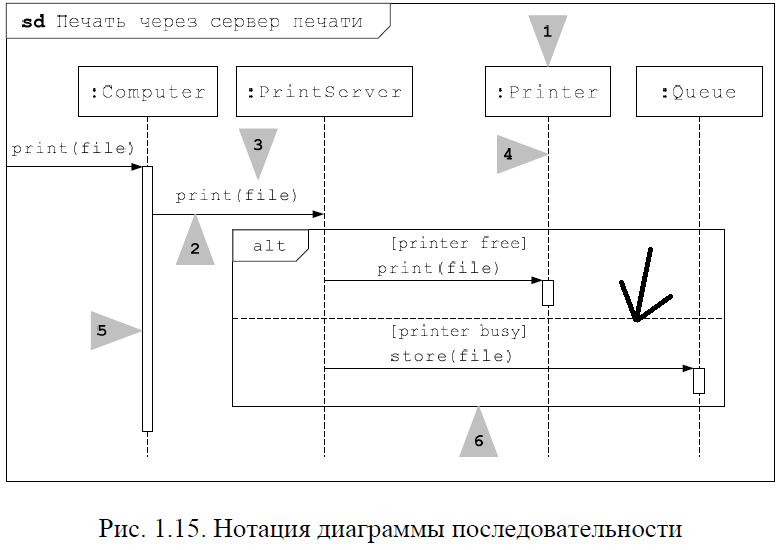 sd Печать через сервер печати
1
:Computer
:PrintServer
:Printer
:Queue
print(file)
3
4
print(file)
2
alt
[printer free]
print(file)
5
[printer busy]
store(file)
6
Рис. 1.15. Нотация диаграммы последовательности